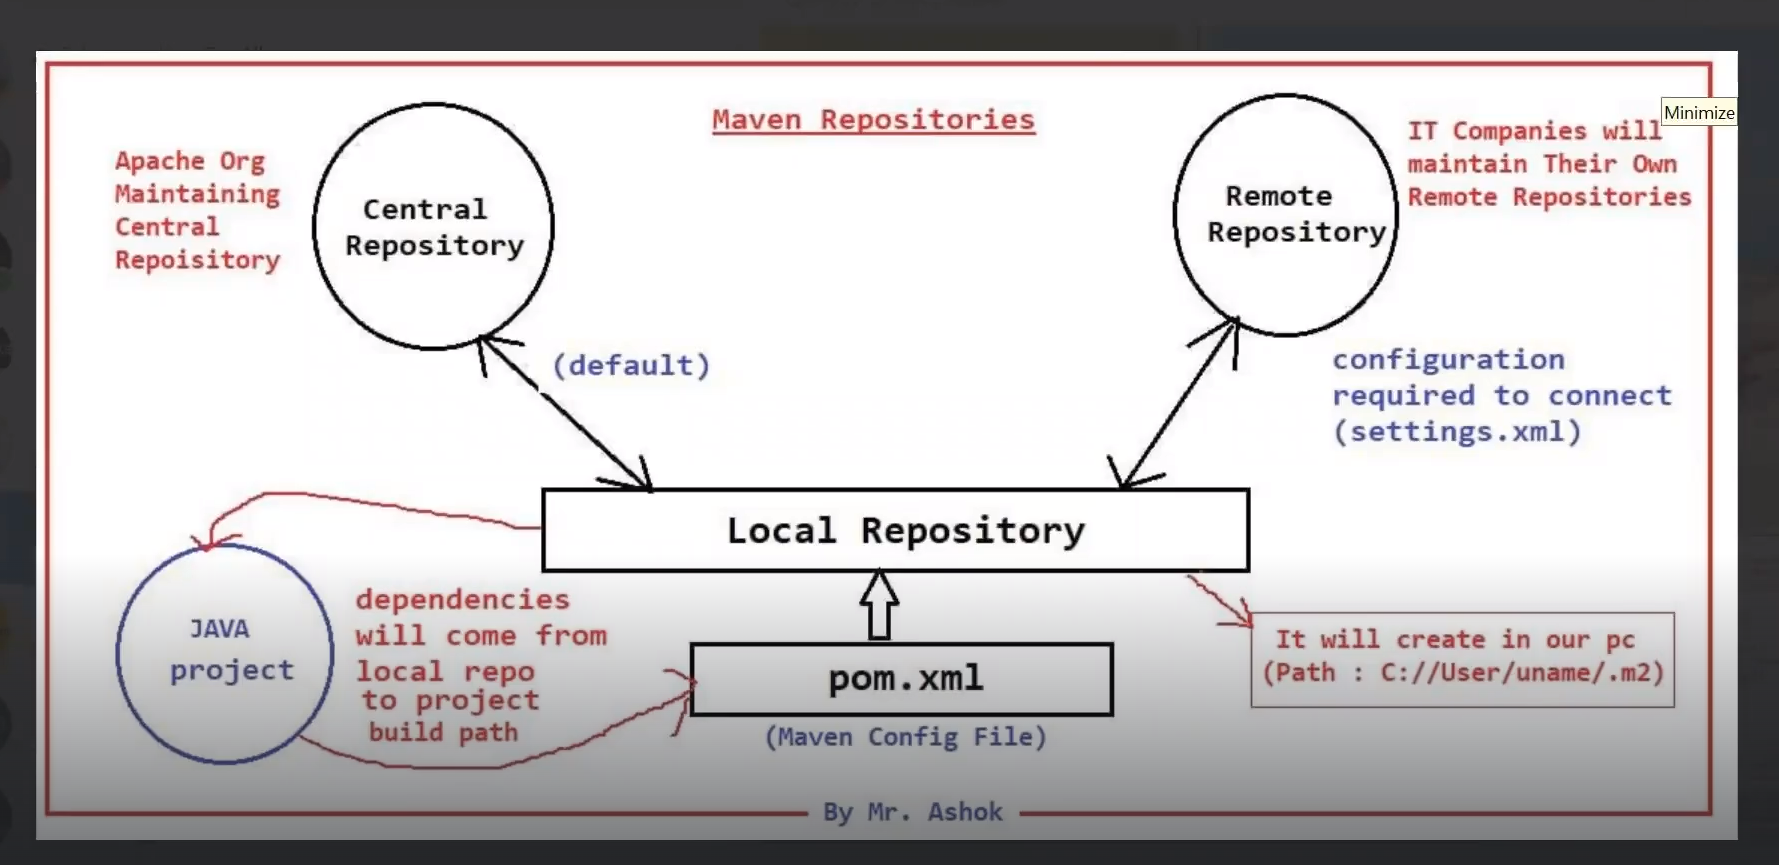 Maven Repositories
Minimize
Apache Org
Maintaining
Central
Repoisitory
Central
Repository
Remote
Repository
IT Companies will
maintain Their Own
Remote Repositories
(default)
configuration
required to connect
(settings.xml)
Local Repository
JAVA
project
dependencies
will come from
local repo
to project
build path
pom.xml
(Maven Config File)
It will create in our pc
(Path : C://User/uname/.m2)
By Mr. Ashok